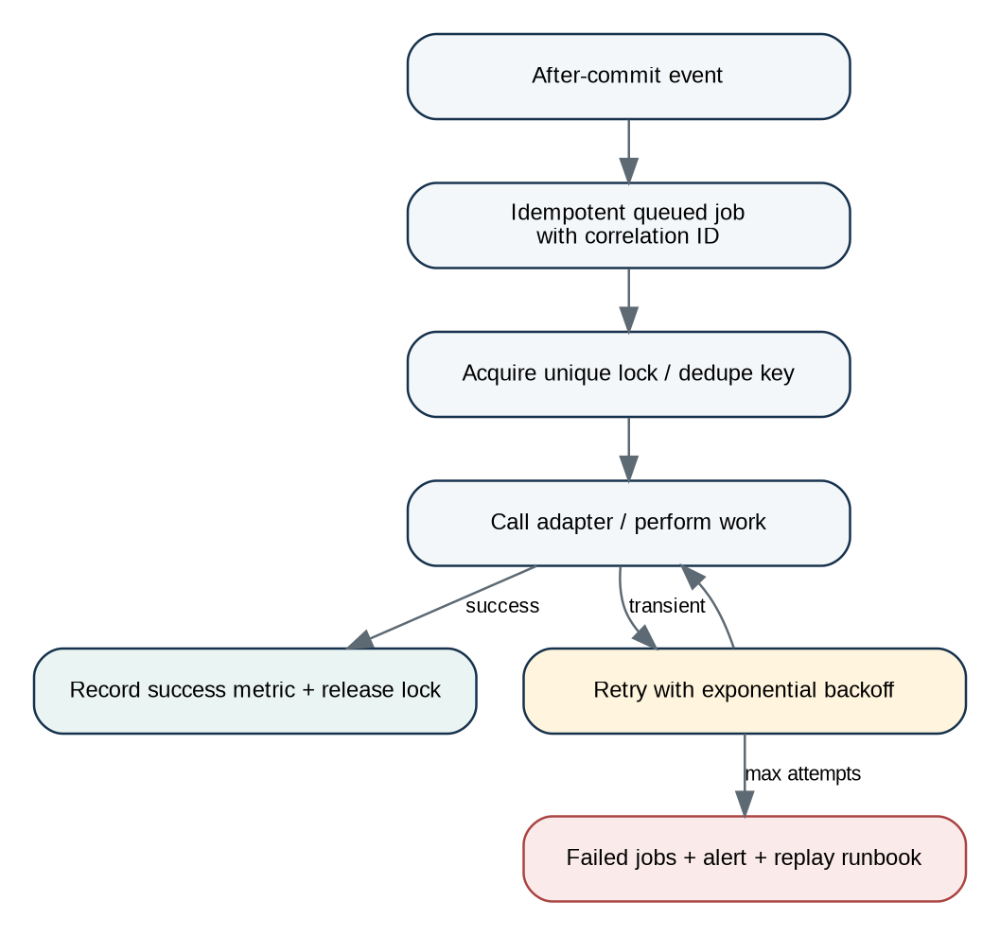 After-commit event
Idempotent queued job
with correlation ID
Acquire unique lock / dedupe key
Call adapter / perform work
success
transient
Record success metric + release lock
Retry with exponential backoff
max attempts
Failed jobs + alert + replay runbook